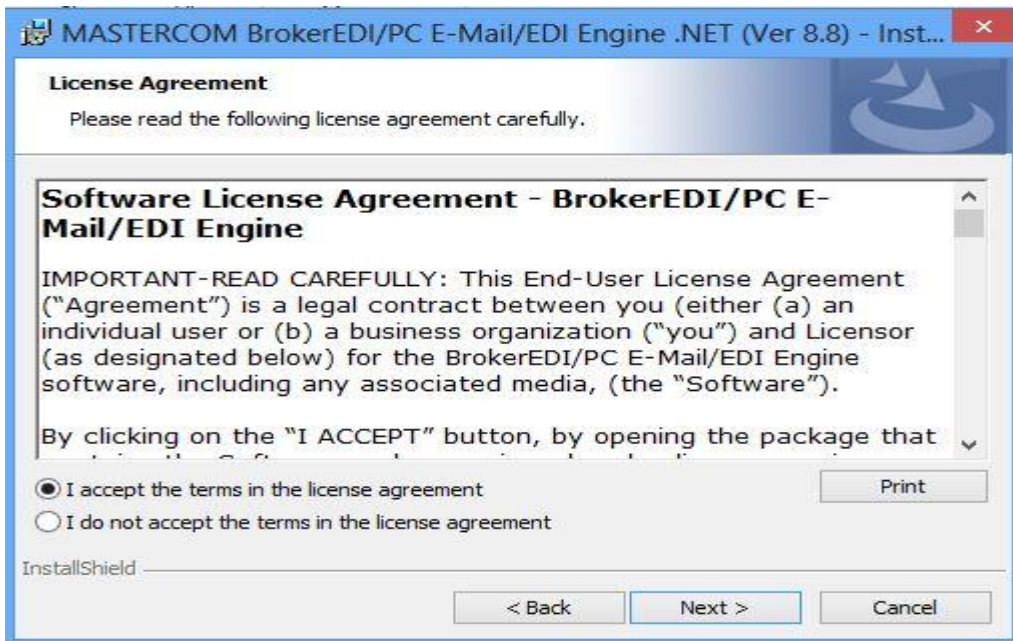 MASTERCOM BrokerEDI/PC E-Mail/EDI Engine .NET (Ver 8.8) - Inst...
License Agreement
Please read the following license agreement carefully.
Software License Agreement - BrokerEDI/PC E-
Mail/EDI Engine
IMPORTANT-READ CAREFULLY: This End-User License Agreement
(“Agreement”) is a legal contract between you (either (a) an
individual user or (b) a business organization (“you”) and Licensor
(as designated below) for the BrokerEDI/PC E-Mail/EDI Engine
software, including any associated media, (the “Software”).
By clicking on the “I ACCEPT” button, by opening the package that
I accept the terms in the license agreement
Print
I do not accept the terms in the license agreement
InstallShield
< Back
Next >
Cancel